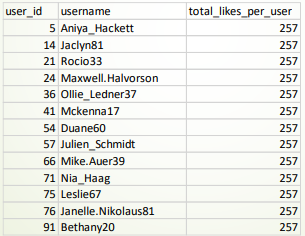 user_id username total_likes_per_user
5 Aniya_Hackett 257
14 Jaclyn81 257
21 Rocio33 257
24 Maxwell.Halvorson 257
36 Ollie_Ledner37 257
41 Mckenna17 257
54 Duane60 257
57 Julien_Schmidt 257
66 Mike.Auer39 257
71 Nia_Haag 257
75 Leslie67 257
76 Janelle.Nikolaus81 257
91 Bethany20 257